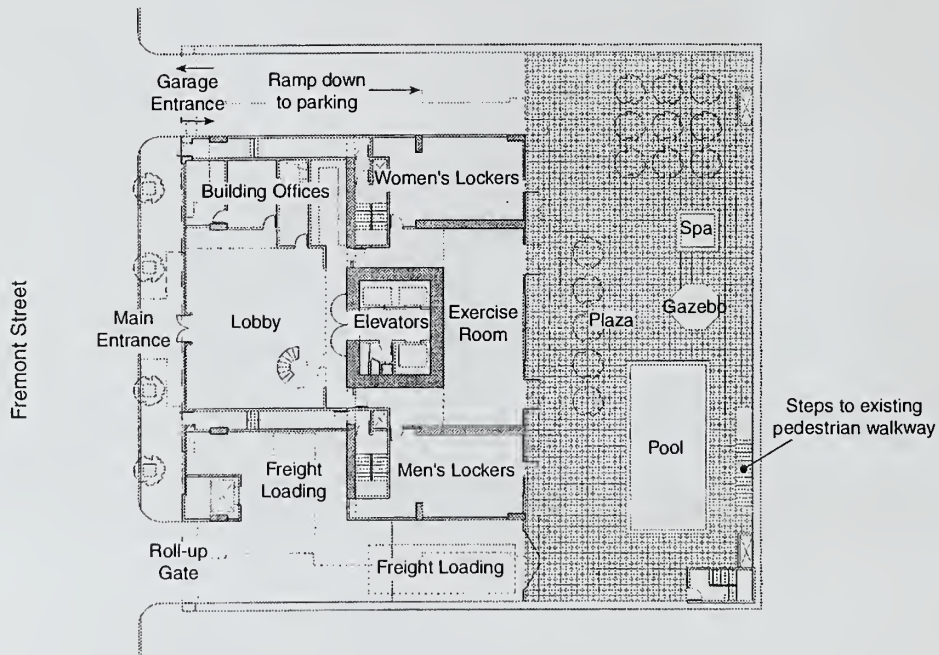 Garage
Entrance
Ramp down
to parking
Building Offices
Women's Lockers
Spa
Fremont Street
Main
Entrance
Lobby
Elevators
Exercise
Room
Plaza
Gazebo
Steps to existing
pedestrian walkway
Pool
Freight
Loading
Men's Lockers
Roll-up
Gate
Freight Loading